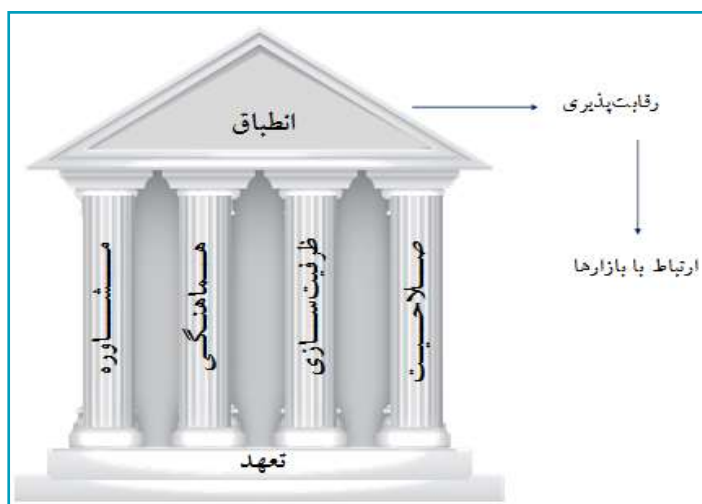 انطباق
رقابت‌پذیری
ارتباط با بازارها
صلاحیت
ظرفیت‌سازی
هماهنگی
مشاوره
تعهد